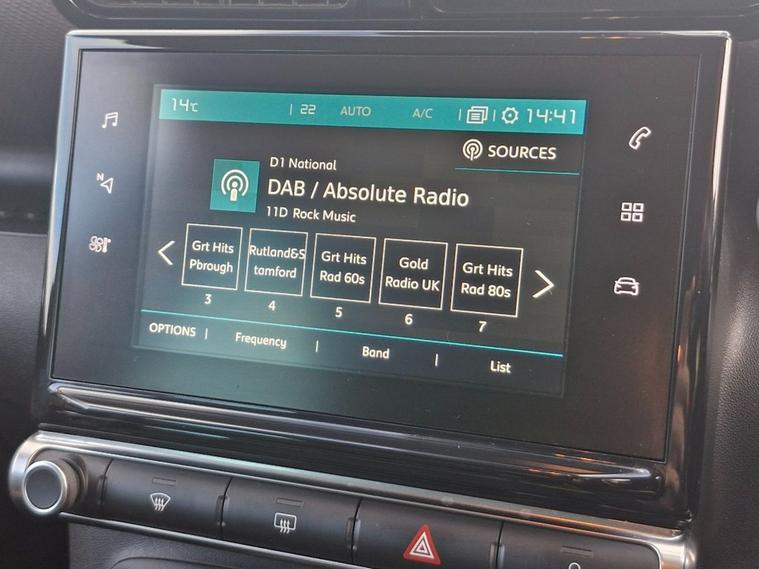 14°C | 22 AUTO A/C | | 14:41
SOURCES
D1 National
DAB / Absolute Radio
11D Rock Music
N
Grt Hits
Pbrough
Rutland&S
tamford
Grt Hits
Rad 60s
Gold
Radio UK
Grt Hits
Rad 80s
3 4 5 6 7
OPTIONS | Frequency | Band | List